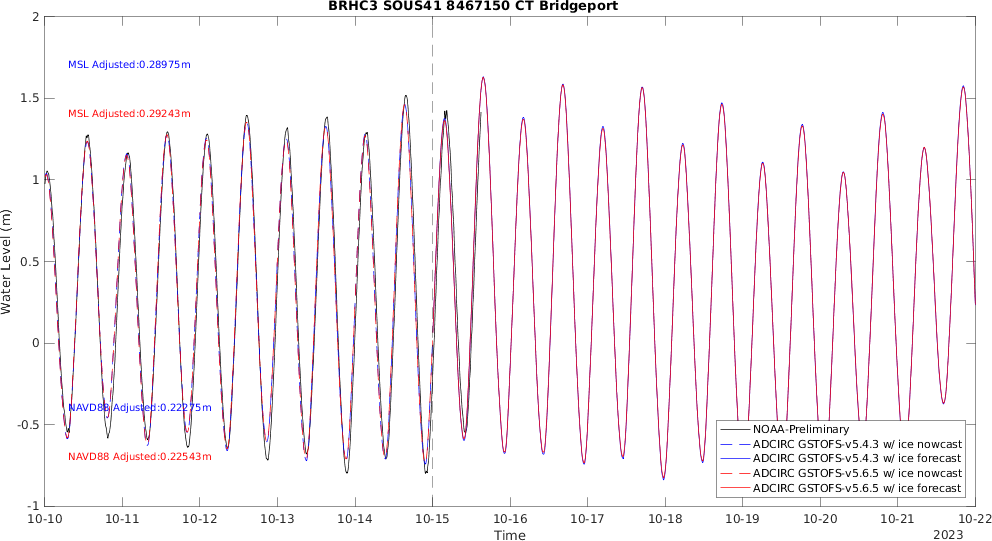 BRHC3 SOUS41 8467150 CT Bridgeport
2
1.5
1
0.5
0
-0.5
-1
Water Level (m)
MSL Adjusted:0.28975m
MSL Adjusted:0.29243m
NAVD88 Adjusted:0.22275m
NAVD88 Adjusted:0.22543m
NOAA-Preliminary
ADCIRC GSTOFS-v5.4.3 w/ ice nowcast
ADCIRC GSTOFS-v5.4.3 w/ ice forecast
ADCIRC GSTOFS-v5.6.5 w/ ice nowcast
ADCIRC GSTOFS-v5.6.5 w/ ice forecast
10-10 10-11 10-12 10-13 10-14 10-15 10-16 10-17 10-18 10-19 10-20 10-21 10-22
Time
2023